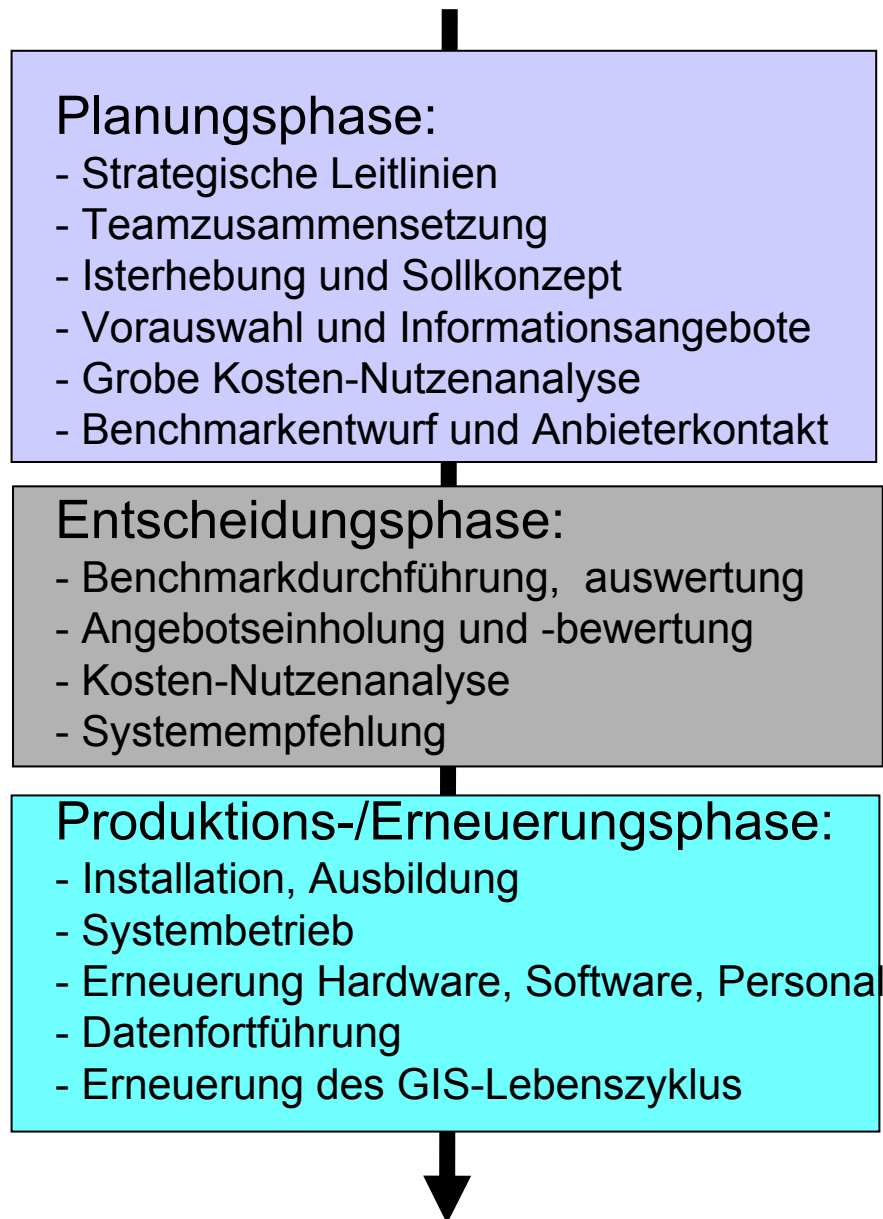 Planungsphase:
- Strategische Leitlinien
- Teamzusammensetzung
- Isterhebung und Sollkonzept
- Vorauswahl und Informationsangebote
- Grobe Kosten-Nutzenanalyse
- Benchmarkentwurf und Anbieterkontakt
Entscheidungsphase:
- Benchmarkdurchführung,  auswertung
- Angebotseinholung und -bewertung
- Kosten-Nutzenanalyse
- Systemempfehlung
Produktions-/Erneuerungsphase:
- Installation, Ausbildung
- Systembetrieb
- Erneuerung Hardware, Software, Personal
- Datenfortführung
- Erneuerung des GIS-Lebenszyklus